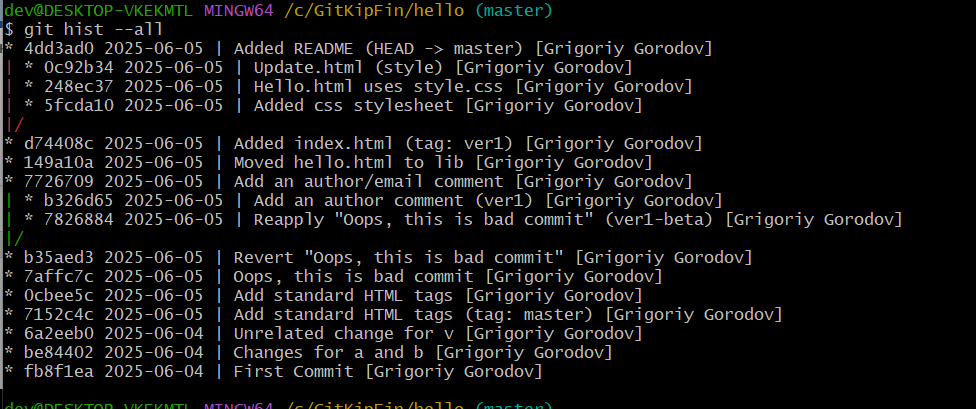 dev@DESKTOP-VKEKMTL MINGW64 /c/GitKipFin/hello (master)
$ git hist --all
* 4dd3ad0 2025-06-05 | Added README (HEAD -> master) [Grigoriy Gorodov]
| * 0c92b34 2025-06-05 | Update.html (style) [Grigoriy Gorodov]
| * 248ec37 2025-06-05 | Hello.html uses style.css [Grigoriy Gorodov]
| * 5fcda10 2025-06-05 | Added css stylesheet [Grigoriy Gorodov]
|/
* d74408c 2025-06-05 | Added index.html (tag: ver1) [Grigoriy Gorodov]
* 149a10a 2025-06-05 | Moved hello.html to lib [Grigoriy Gorodov]
* 7726709 2025-06-05 | Add an author/email comment [Grigoriy Gorodov]
| * b326d65 2025-06-05 | Add an author comment (ver1) [Grigoriy Gorodov]
| * 7826884 2025-06-05 | Reapply "Oops, this is bad commit" (ver1-beta) [Grigoriy Gorodov]
|/
* b35aed3 2025-06-05 | Revert "Oops, this is bad commit" [Grigoriy Gorodov]
* 7affc7c 2025-06-05 | Oops, this is bad commit [Grigoriy Gorodov]
* 0cbee5c 2025-06-05 | Add standard HTML tags [Grigoriy Gorodov]
* 7152c4c 2025-06-05 | Add standard HTML tags (tag: master) [Grigoriy Gorodov]
* 6a2eeb0 2025-06-04 | Unrelated change for v [Grigoriy Gorodov]
* be84402 2025-06-04 | Changes for a and b [Grigoriy Gorodov]
* fb8f1ea 2025-06-04 | First Commit [Grigoriy Gorodov]
dev@DESKTOP-VKEKMTL MINGW64 /c/GitKipFin/hello (master)